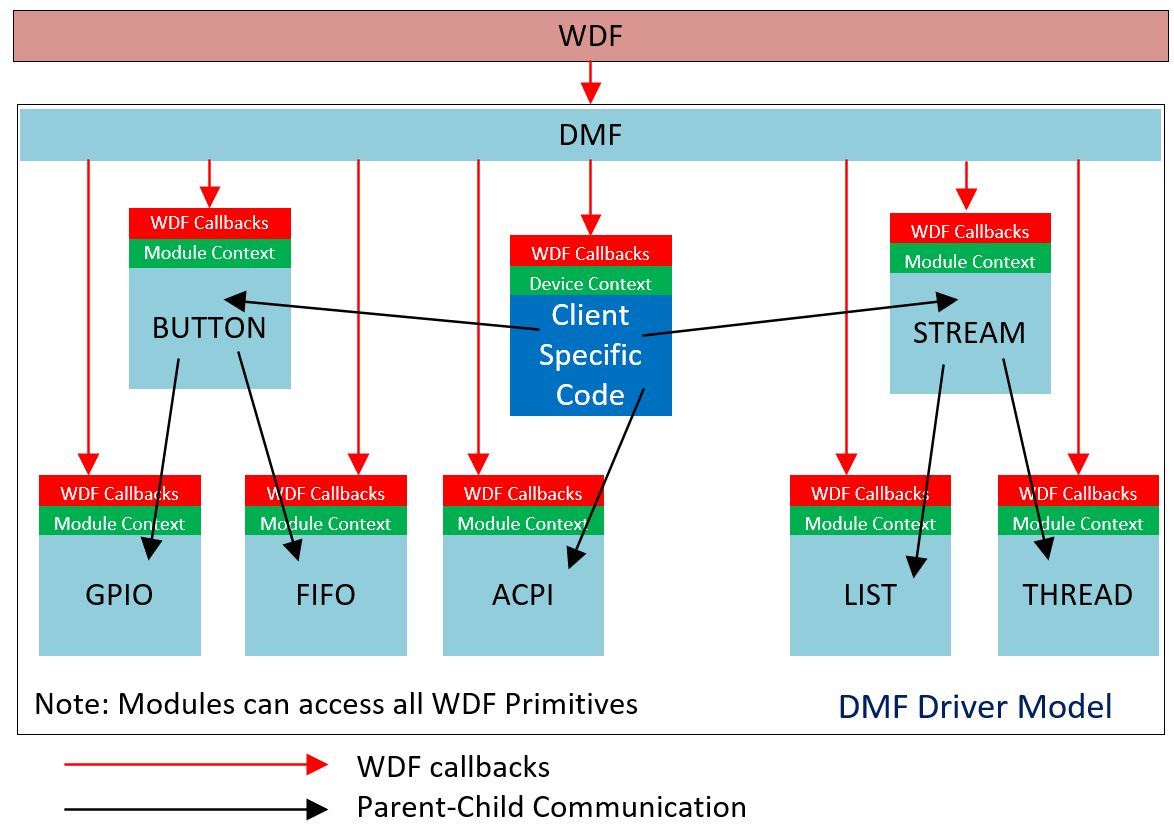 WDF
DMF
WDF Callbacks
Module Context
BUTTON
WDF Callbacks
Device Context
Client
Specific
Code
WDF Callbacks
Module Context
STREAM
WDF Callbacks
Module Context
GPIO
WDF Callbacks
Module Context
FIFO
WDF Callbacks
Module Context
ACPI
WDF Callbacks
Module Context
LIST
WDF Callbacks
Module Context
THREAD
Note: Modules can access all WDF Primitives
DMF Driver Model
WDF callbacks
Parent-Child Communication